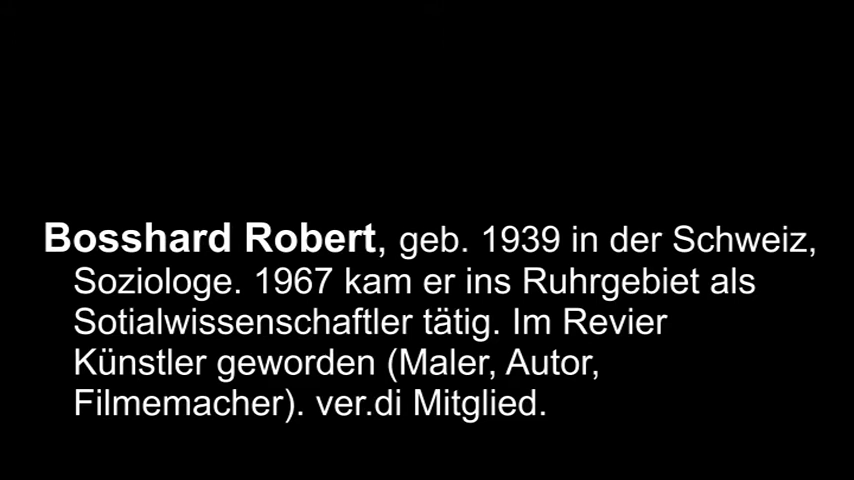 Bosshard Robert, geb. 1939 in der Schweiz,
Soziologe. 1967 kam er ins Ruhrgebiet als
Sotialwissenschaftler tätig. Im Revier
Künstler geworden (Maler, Autor,
Filmemacher). ver.di Mitglied.